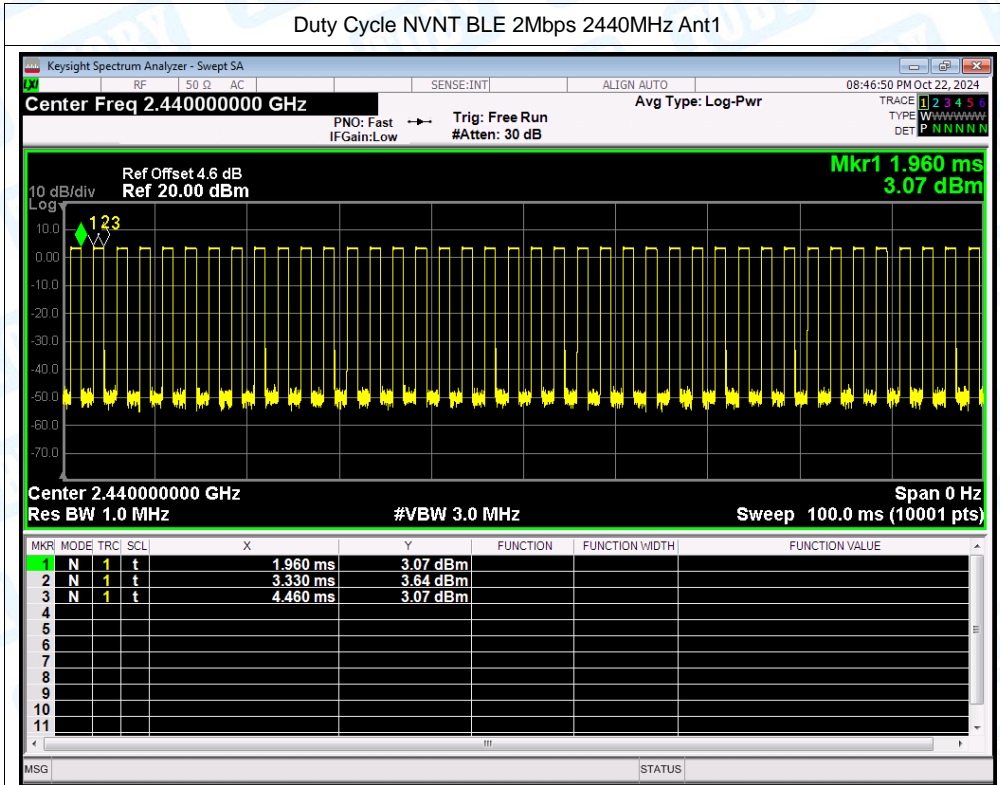 Duty Cycle NVNT BLE 2Mbps 2440MHz Ant1
Keysight Spectrum Analyzer - Swept SA
LXI RF 50 Ω AC SENSE:INT ALIGN AUTO 08:46:50 PM Oct 22, 2024
Center Freq 2.440000000 GHz
PNO: Fast
IFGain:Low
Trig: Free Run
#Atten: 30 dB
Avg Type: Log-Pwr
TRACE 1 2 3 4 5 6
TYPE WWWWWW
DET P N N N N N
Mkr1 1.960 ms
3.07 dBm
Ref Offset 4.6 dB
10 dB/div Ref 20.00 dBm
Log
1 2 3
10.0
0.00
-10.0
-20.0
-30.0
-40.0
-50.0
-60.0
-70.0
Center 2.440000000 GHz Span 0 Hz
Res BW 1.0 MHz #VBW 3.0 MHz Sweep 100.0 ms (10001 pts)
MKR MODE TRC SCL X Y FUNCTION FUNCTION WIDTH FUNCTION VALUE
1 N 1 t 1.960 ms 3.07 dBm
2 N 1 t 3.330 ms 3.64 dBm
3 N 1 t 4.460 ms 3.07 dBm
4
5
6
7
8
9
10
11
MSG STATUS